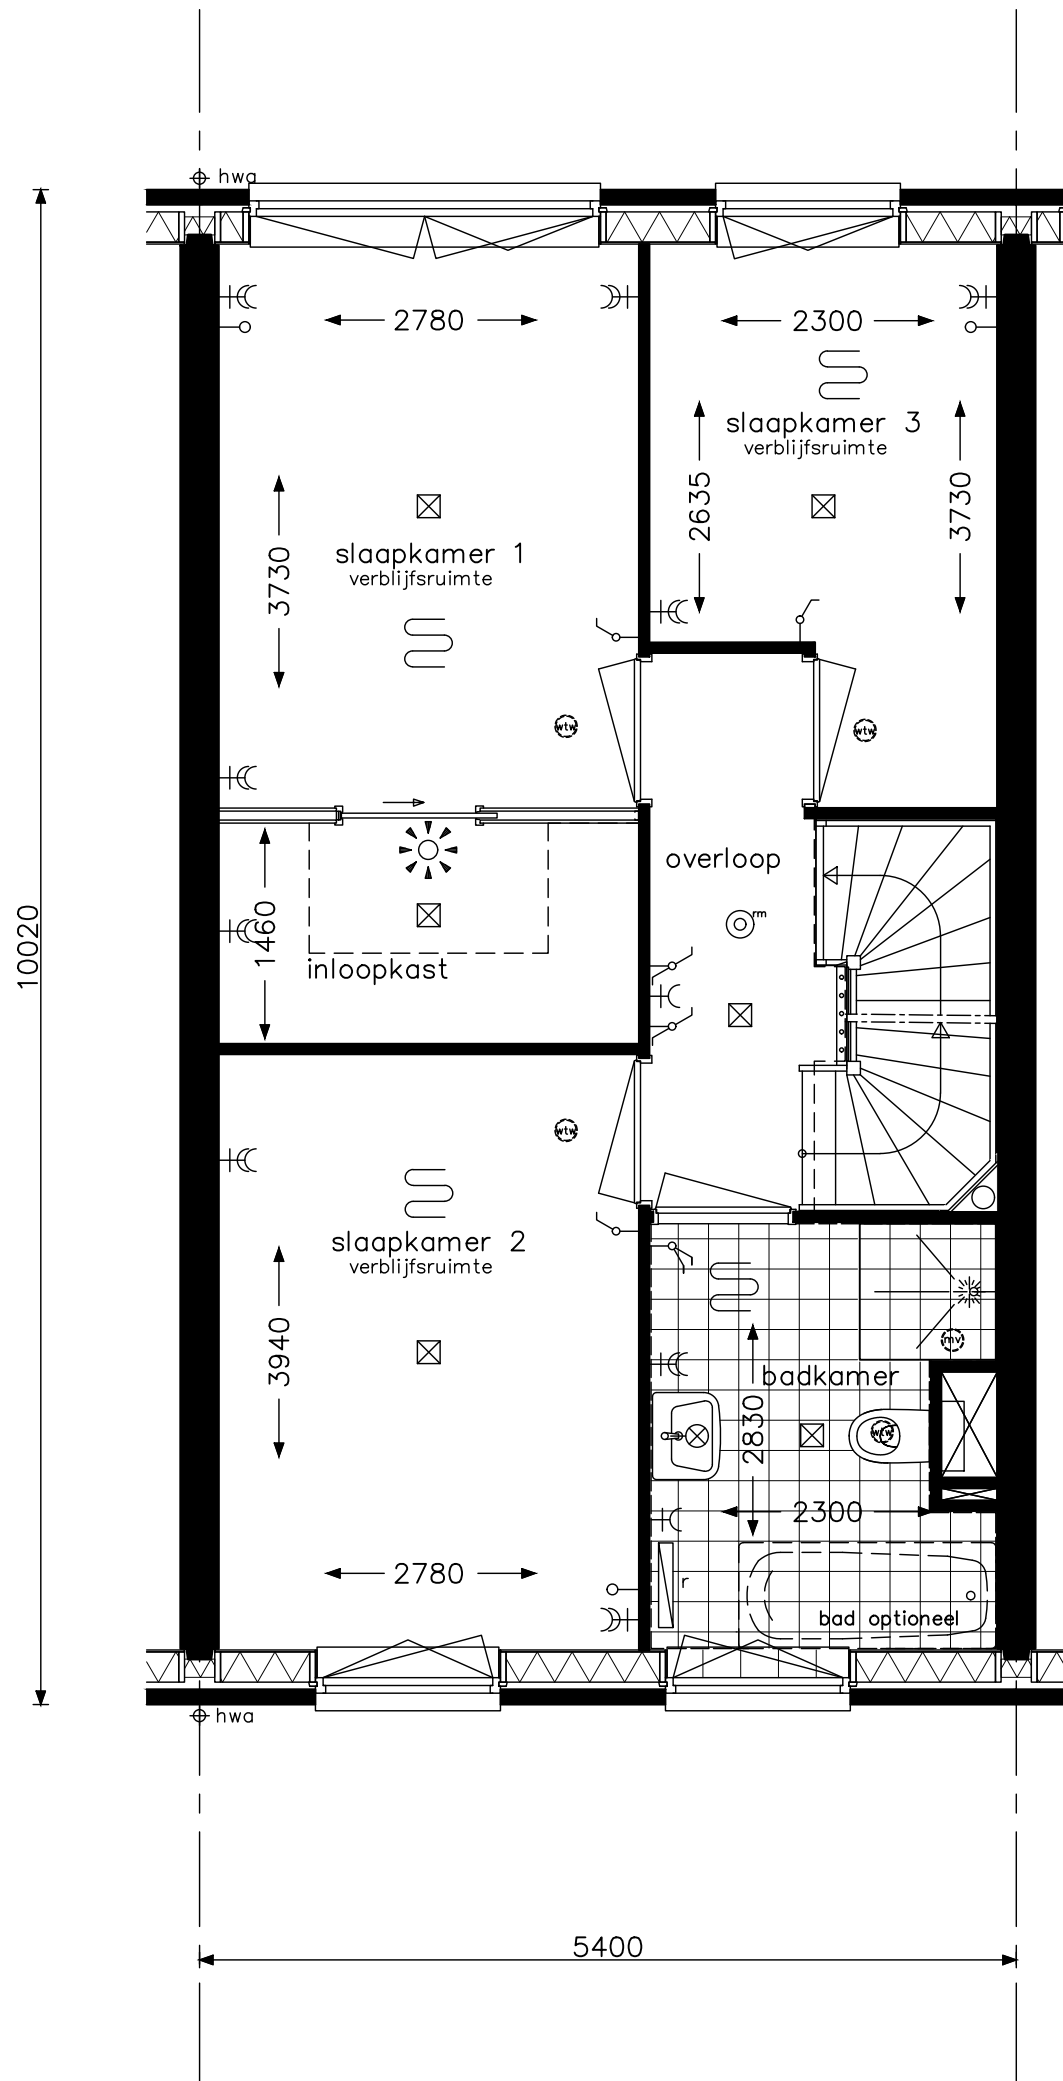 hwa
2780
2300
slaapkamer 3
verblijfsruimte
2635
3730
slaapkamer 1
verblijfsruimte
3730
wtw
wtw
overloop
rm
1460
inloopkast
10020
wtw
slaapkamer 2
verblijfsruimte
3940
mv
badkamer
2830
wtw
2300
2780
r
bad optioneel
hwa
5400